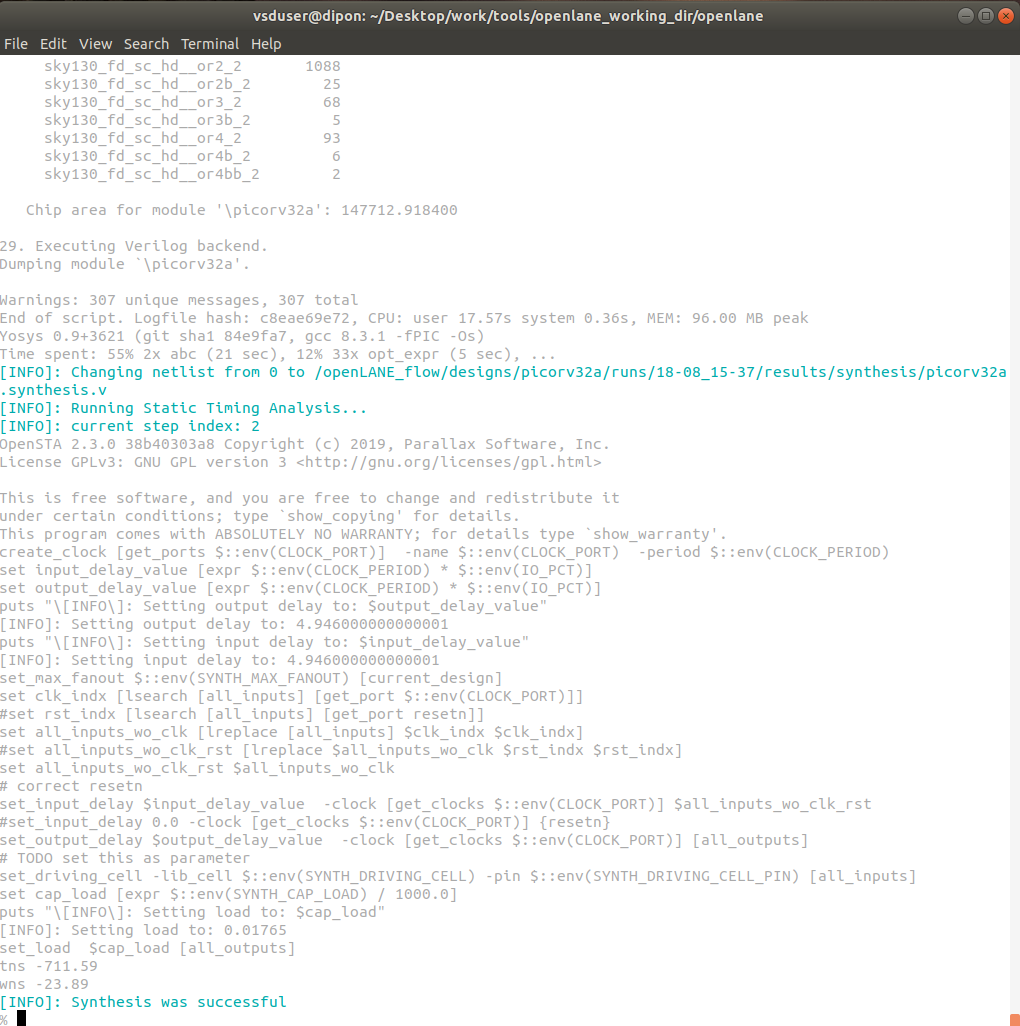 vsduser@dipon: ~/Desktop/work/tools/openlane_working_dir/openlane
File Edit View Search Terminal Help
sky130_fd_sc_hd__or2_2 1088
sky130_fd_sc_hd__or2b_2 25
sky130_fd_sc_hd__or3_2 68
sky130_fd_sc_hd__or3b_2 5
sky130_fd_sc_hd__or4_2 93
sky130_fd_sc_hd__or4b_2 6
sky130_fd_sc_hd__or4bb_2 2
Chip area for module '\picorv32a': 147712.918400
29. Executing Verilog backend.
Dumping module `\picorv32a'.
Warnings: 307 unique messages, 307 total
End of script. Logfile hash: c8eae69e72, CPU: user 17.57s system 0.36s, MEM: 96.00 MB peak
Yosys 0.9+3621 (git sha1 84e9fa7, gcc 8.3.1 -fPIC -Os)
Time spent: 55% 2x abc (21 sec), 12% 33x opt_expr (5 sec), ...
[INFO]: Changing netlist from 0 to /openLANE_flow/designs/picorv32a/runs/18-08_15-37/results/synthesis/picorv32a
.synthesis.v
[INFO]: Running Static Timing Analysis...
[INFO]: current step index: 2
OpenSTA 2.3.0 38b40303a8 Copyright (c) 2019, Parallax Software, Inc.
License GPLv3: GNU GPL version 3 <http://gnu.org/licenses/gpl.html>
This is free software, and you are free to change and redistribute it
under certain conditions; type `show_copying' for details.
This program comes with ABSOLUTELY NO WARRANTY; for details type `show_warranty'.
create_clock [get_ports $::env(CLOCK_PORT)]  -name $::env(CLOCK_PORT)  -period $::env(CLOCK_PERIOD)
set input_delay_value [expr $::env(CLOCK_PERIOD) * $::env(IO_PCT)]
set output_delay_value [expr $::env(CLOCK_PERIOD) * $::env(IO_PCT)]
puts "\[INFO\]: Setting output delay to: $output_delay_value"
[INFO]: Setting output delay to: 4.946000000000001
puts "\[INFO\]: Setting input delay to: $input_delay_value"
[INFO]: Setting input delay to: 4.946000000000001
set_max_fanout $::env(SYNTH_MAX_FANOUT) [current_design]
set clk_indx [lsearch [all_inputs] [get_port $::env(CLOCK_PORT)]]
#set rst_indx [lsearch [all_inputs] [get_port resetn]]
set all_inputs_wo_clk [lreplace [all_inputs] $clk_indx $clk_indx]
#set all_inputs_wo_clk_rst [lreplace $all_inputs_wo_clk $rst_indx $rst_indx]
set all_inputs_wo_clk_rst $all_inputs_wo_clk
# correct resetn
set_input_delay $input_delay_value  -clock [get_clocks $::env(CLOCK_PORT)] $all_inputs_wo_clk_rst
#set_input_delay 0.0 -clock [get_clocks $::env(CLOCK_PORT)] {resetn}
set_output_delay $output_delay_value  -clock [get_clocks $::env(CLOCK_PORT)] [all_outputs]
# TODO set this as parameter
set_driving_cell -lib_cell $::env(SYNTH_DRIVING_CELL) -pin $::env(SYNTH_DRIVING_CELL_PIN) [all_inputs]
set cap_load [expr $::env(SYNTH_CAP_LOAD) / 1000.0]
puts "\[INFO\]: Setting load to: $cap_load"
[INFO]: Setting load to: 0.01765
set_load  $cap_load [all_outputs]
tns -711.59
wns -23.89
[INFO]: Synthesis was successful
%